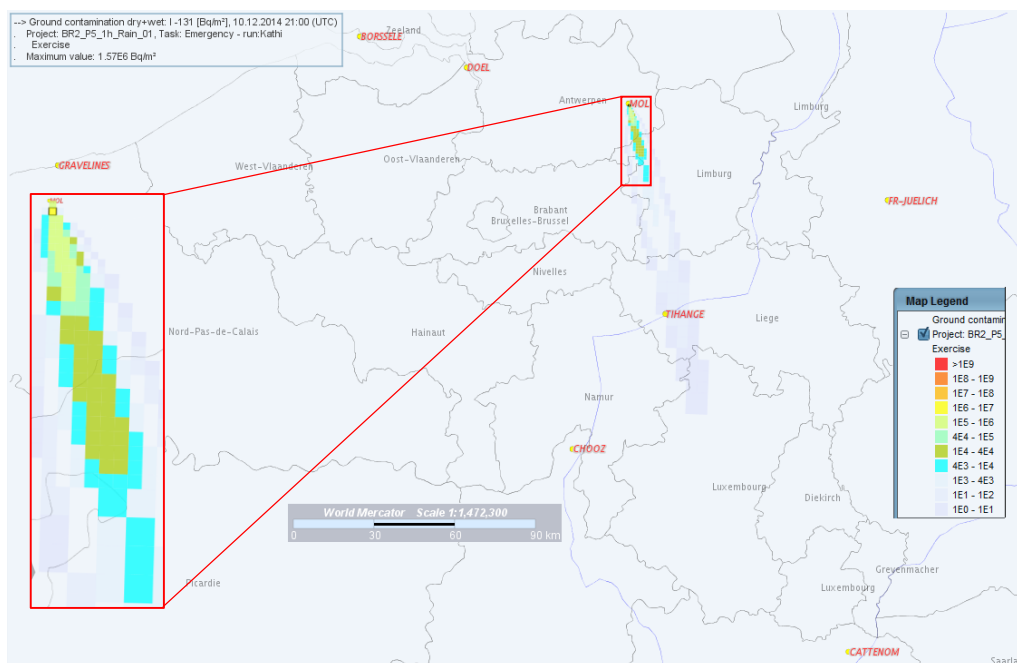 --> Ground contamination dry+wet: I -131 [Bq/m²], 10.12.2014 21:00 (UTC)
. Project: BR2_P5_1h_Rain_01, Task: Emergency - run:Kathi
. Exercise
. Maximum value: 1.57E6 Bq/m²
Zeeland
BORSSELE
DOEL
Antwerpen
MOL
Limburg
GRAVELINES
West-Vlaanderen
Oost-Vlaanderen
Limburg
FR-JUELICH
MOL
Brabant
Bruxelles-Brussel
Nivelles
Map Legend
Ground contamin
Project: BR2_P5_
Exercise
>1E9
1E8 - 1E9
1E7 - 1E8
1E6 - 1E7
1E5 - 1E6
4E4 - 1E5
1E4 - 4E4
4E3 - 1E4
1E3 - 4E3
1E1 - 1E2
1E0 - 1E1
TIHANGE
Liege
Nord-Pas-de-Calais
Hainaut
Namur
CHOOZ
Luxembourg
Diekirch
World Mercator Scale 1:1,472,300
0 30 60 90 km
Grevenmacher
Picardie
Luxembourg
CATTENOM
Saarla